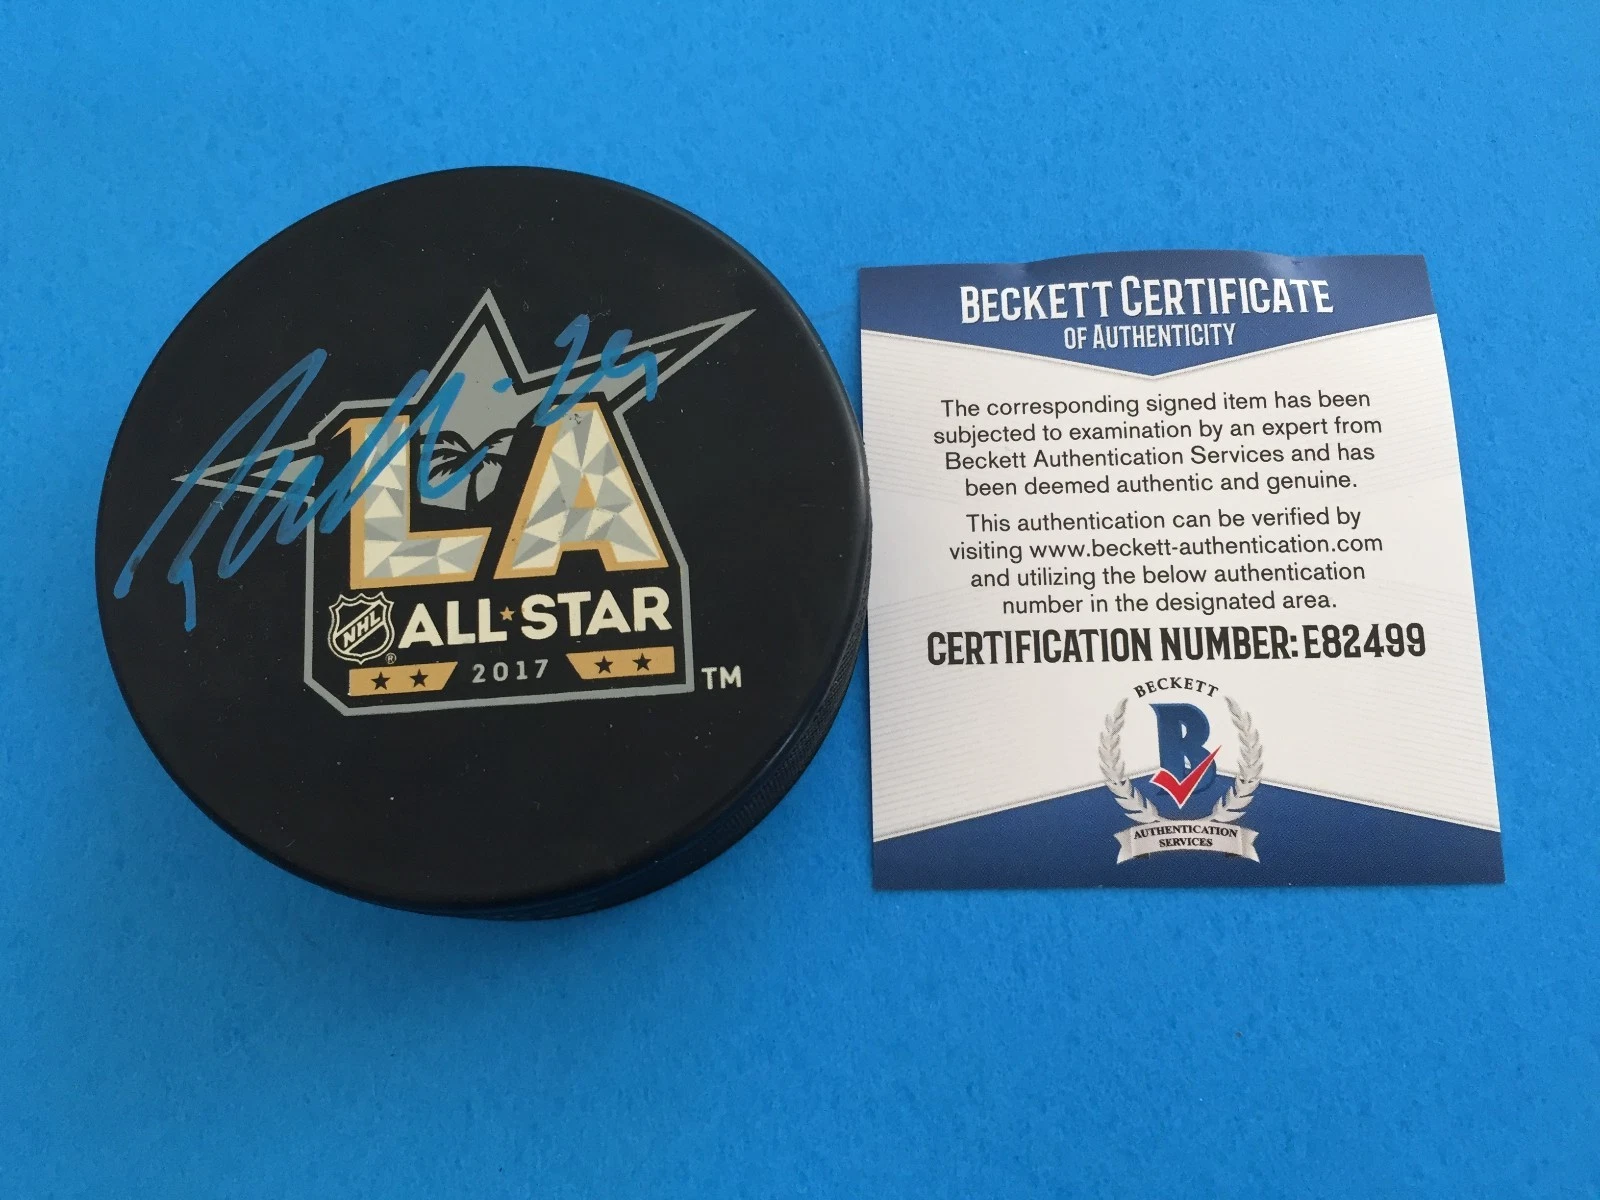 29
LA
NHL
®
ALL★STAR
2017
TM
BECKETT CERTIFICATE
OF AUTHENTICITY
The corresponding signed item has been
subjected to examination by an expert from
Beckett Authentication Services and has
been deemed authentic and genuine.
This authentication can be verified by
visiting www.beckett-authentication.com
and utilizing the below authentication
number in the designated area.
CERTIFICATION NUMBER: E82499
BECKETT
B
AUTHENTICATION
SERVICES